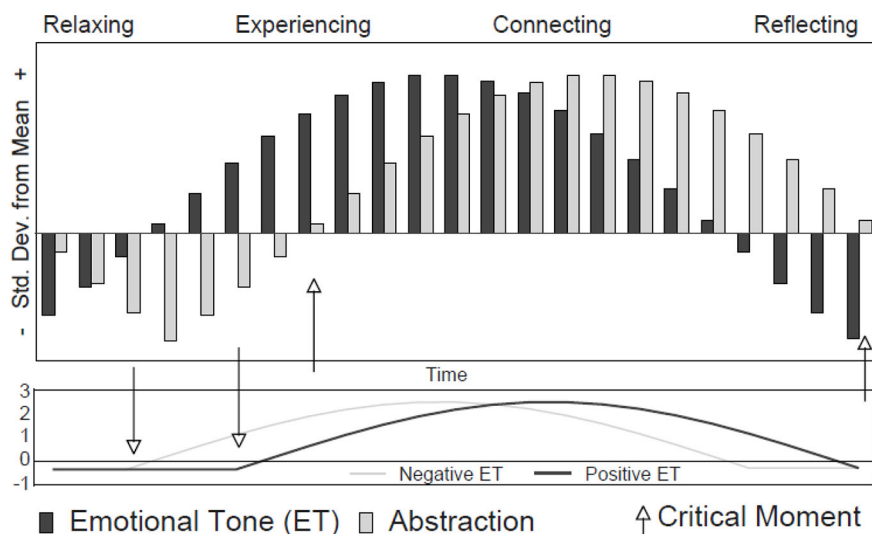 Relaxing Experiencing Connecting Reflecting
- Std. Dev. from Mean +
Time
3
2
1
0
-1
Negative ET Positive ET
Emotional Tone (ET) Abstraction Critical Moment